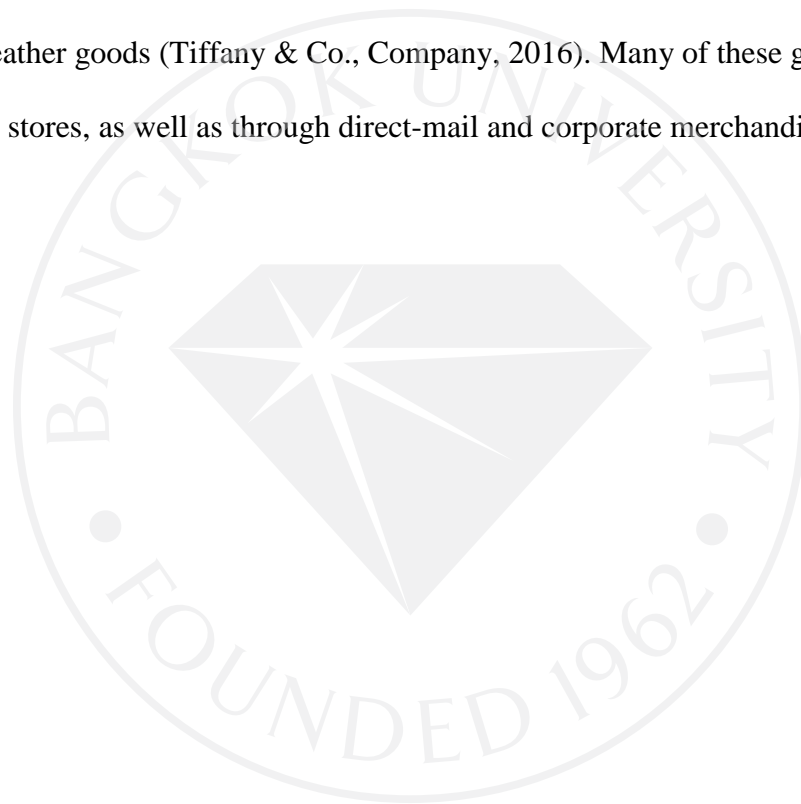 eather goods (Tiffany & Co., Company, 2016). Many of these g
stores, as well as through direct-mail and corporate merchandi
BANGKOK UNIVERSITY
FOUNDED 1962